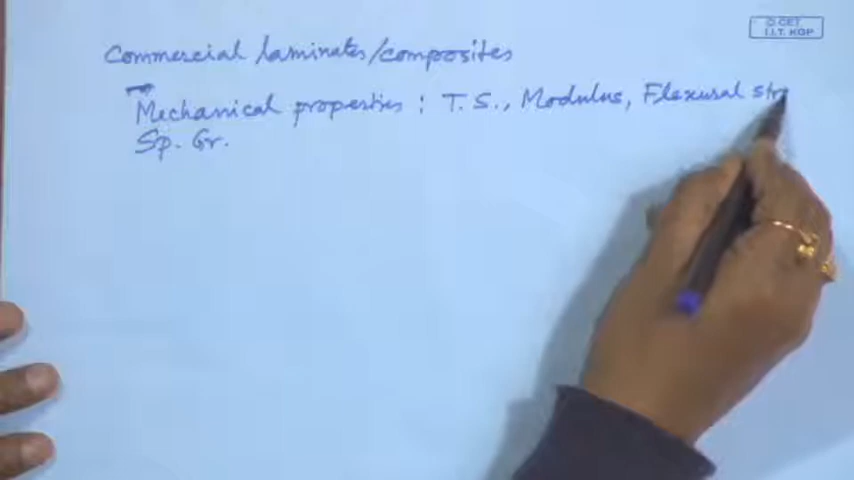 © CET
I.I.T. KGP
Commercial laminates/composites
Mechanical properties : T.S., Modulus, Flexural str
Sp. Gr.